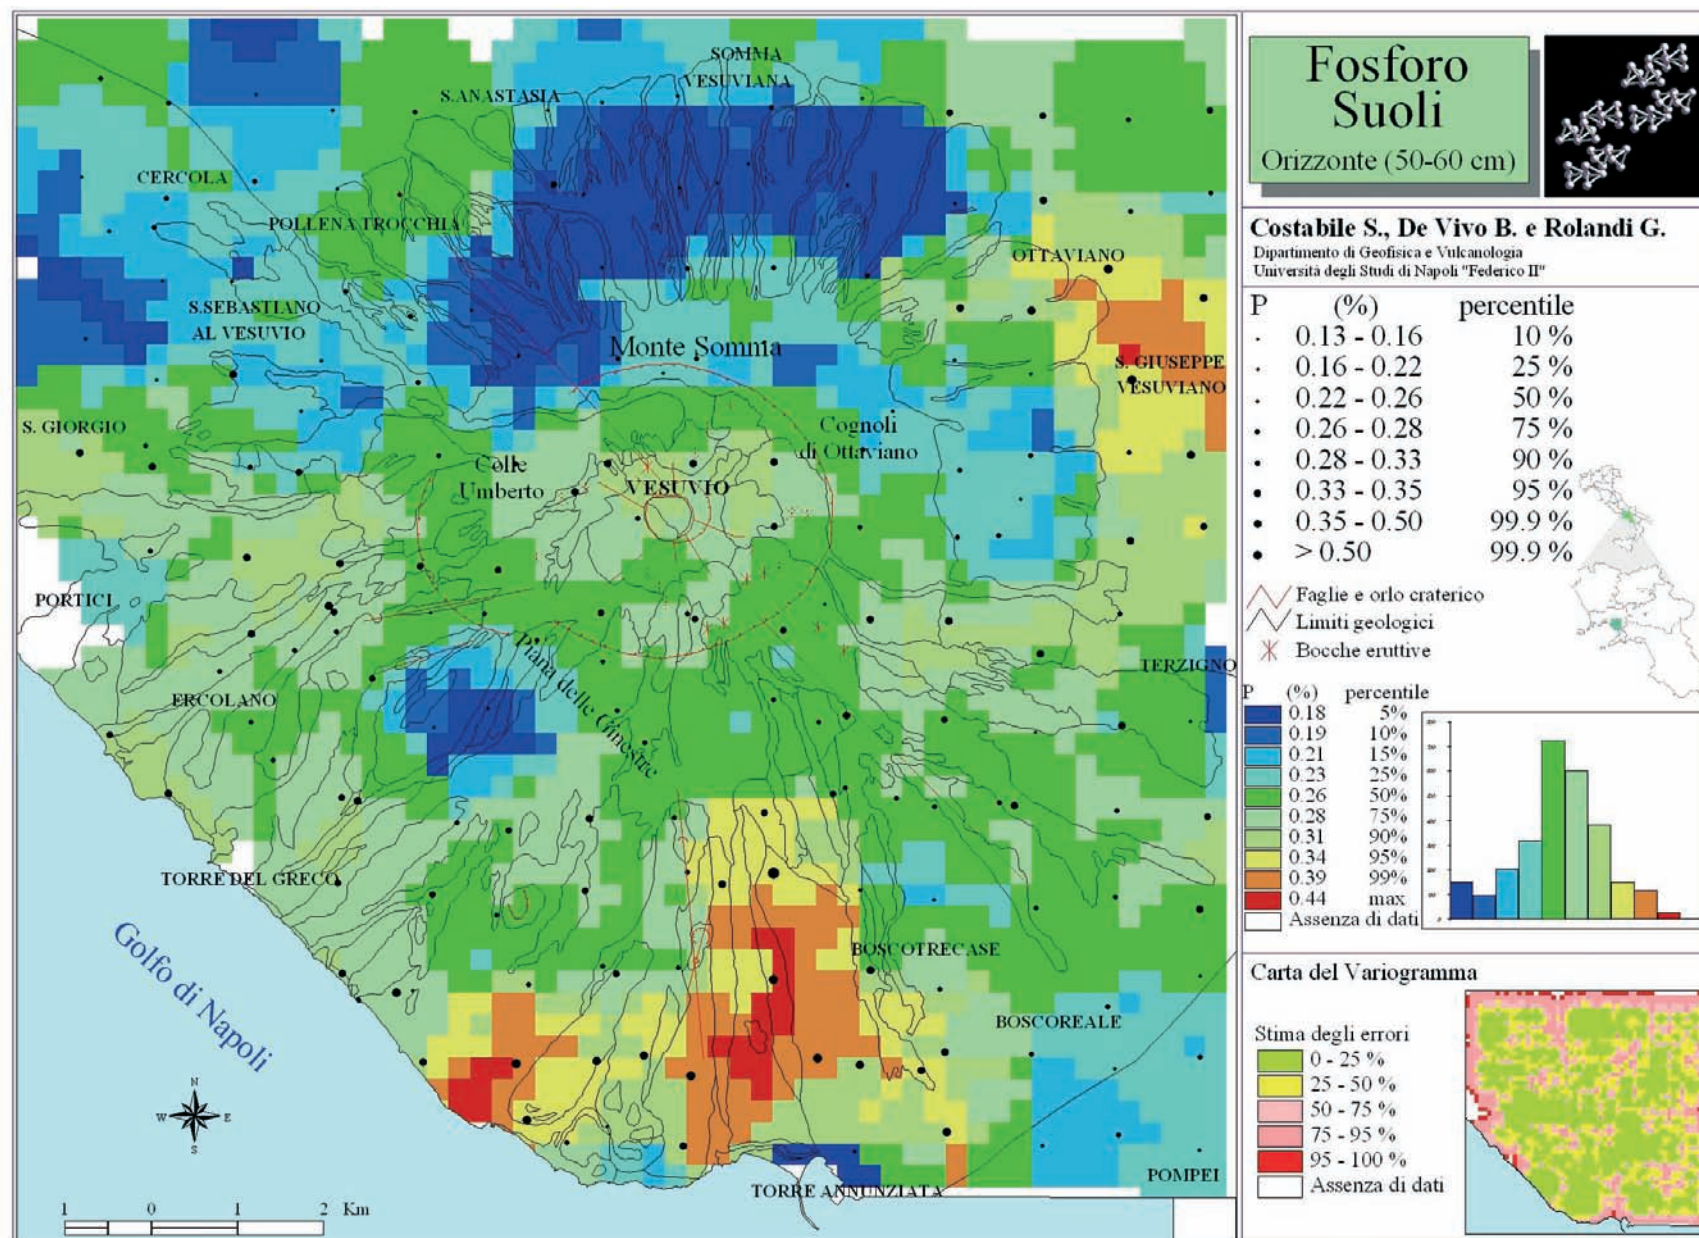 SOMMA
VESUVIANA
S.ANASTASIA
CERCOLA
POLLENA TROCCHIA
OTTAVIANO
S.SEBASTIANO
AL VESUVIO
Monte Somma
S. GIUSEPPE
VESUVIANO
S. GIORGIO
Cognoli
di Ottaviano
Colle
Umberto
VESUVIO
PORTICI
Piana delle Ginestre
TERZIGNO
ERCOLANO
TORRE DEL GRECO
Golfo di Napoli
BOSCOTRECASE
BOSCOREALE
N
W E
S
POMPEI
TORRE ANNUNZIATA
1 0 1 2 Km
Fosforo
Suoli
Orizzonte (50-60 cm)
Costabile S., De Vivo B. e Rolandi G.
Dipartimento di Geofisica e Vulcanologia
Università degli Studi di Napoli "Federico II"
P (%) percentile
0.13 - 0.16 10 %
0.16 - 0.22 25 %
0.22 - 0.26 50 %
0.26 - 0.28 75 %
0.28 - 0.33 90 %
0.33 - 0.35 95 %
0.35 - 0.50 99.9 %
> 0.50 99.9 %
Faglie e orlo craterico
Limiti geologici
Bocche eruttive
P (%) percentile
0.18 5%
0.19 10%
0.21 15%
0.23 25%
0.26 50%
0.28 75%
0.31 90%
0.34 95%
0.39 99%
0.44 max
Assenza di dati
Carta del Variogramma
Stima degli errori
0 - 25 %
25 - 50 %
50 - 75 %
75 - 95 %
95 - 100 %
Assenza di dati